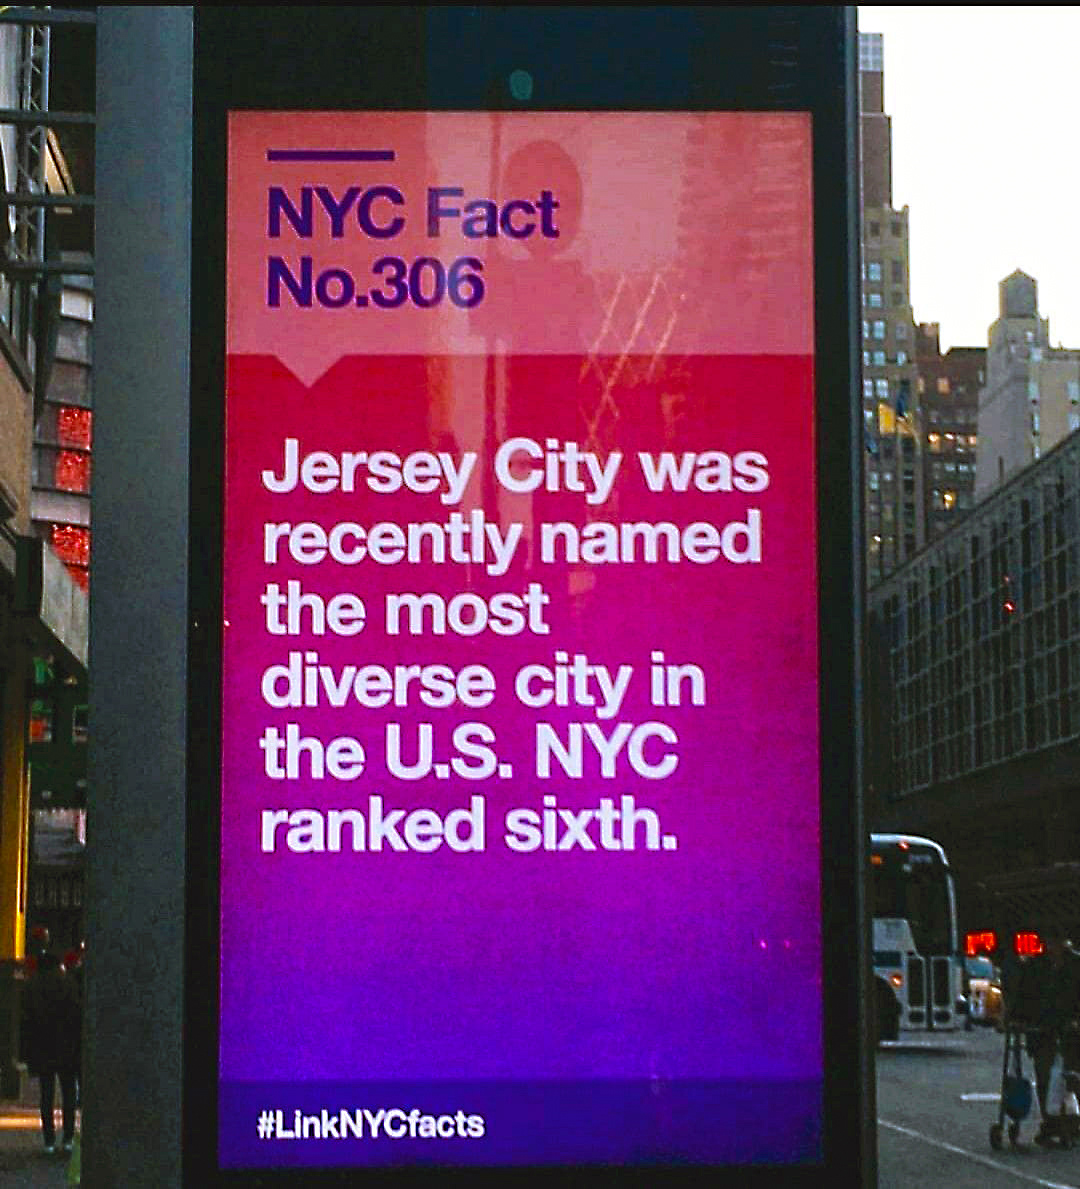 NYC Fact
No.306
Jersey City was
recently named
the most
diverse city in
the U.S. NYC
ranked sixth.
#LinkNYCfacts